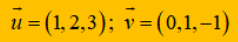 u⃗ = (1, 2, 3); v⃗ = (0, 1, −1)